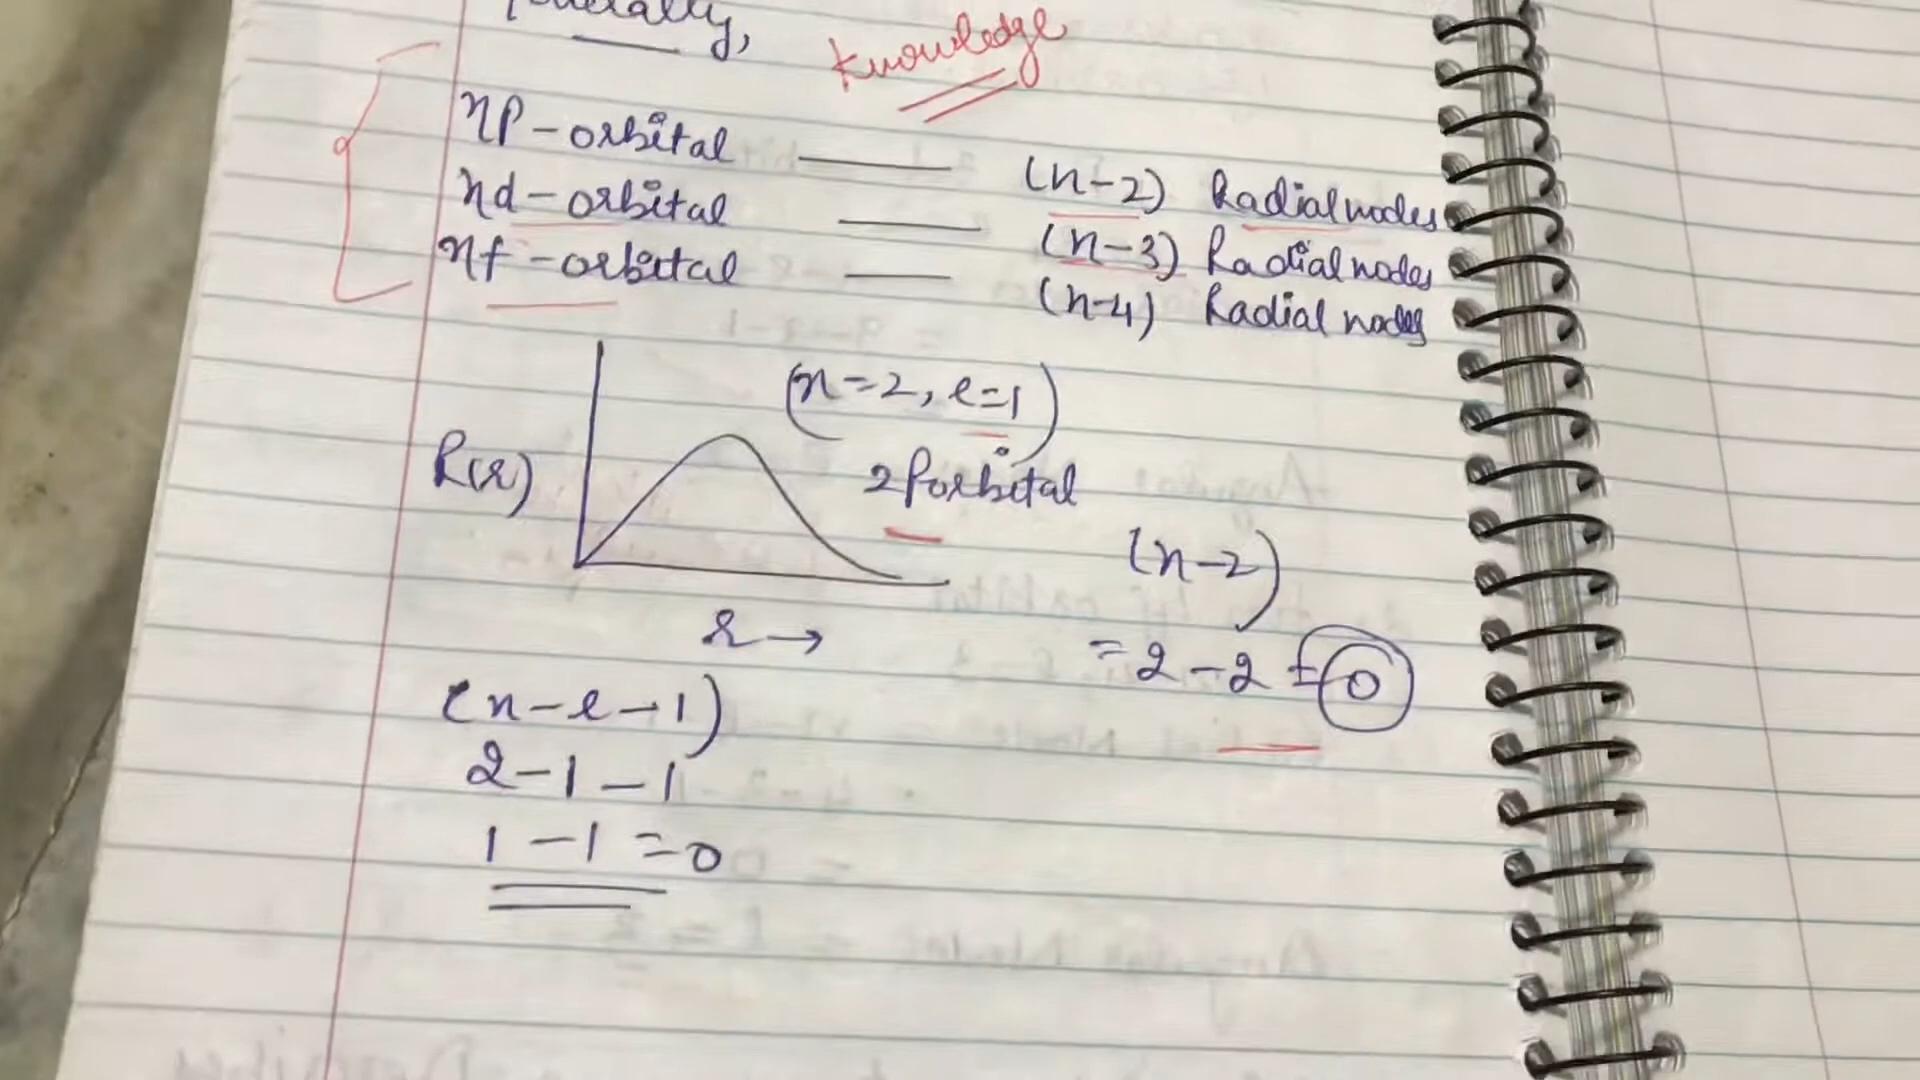 Generally,
Knowledge
np - orbital —— (n-2) Radial nodes
nd - orbital —— (n-3) Radial nodes
nf - orbital —— (n-4) Radial nodes
(n=2, l=1)
R(r)
2P orbital
r →
(n-2)
= 2-2 = 0
(n-l-1)
2-1-1
1-1=0